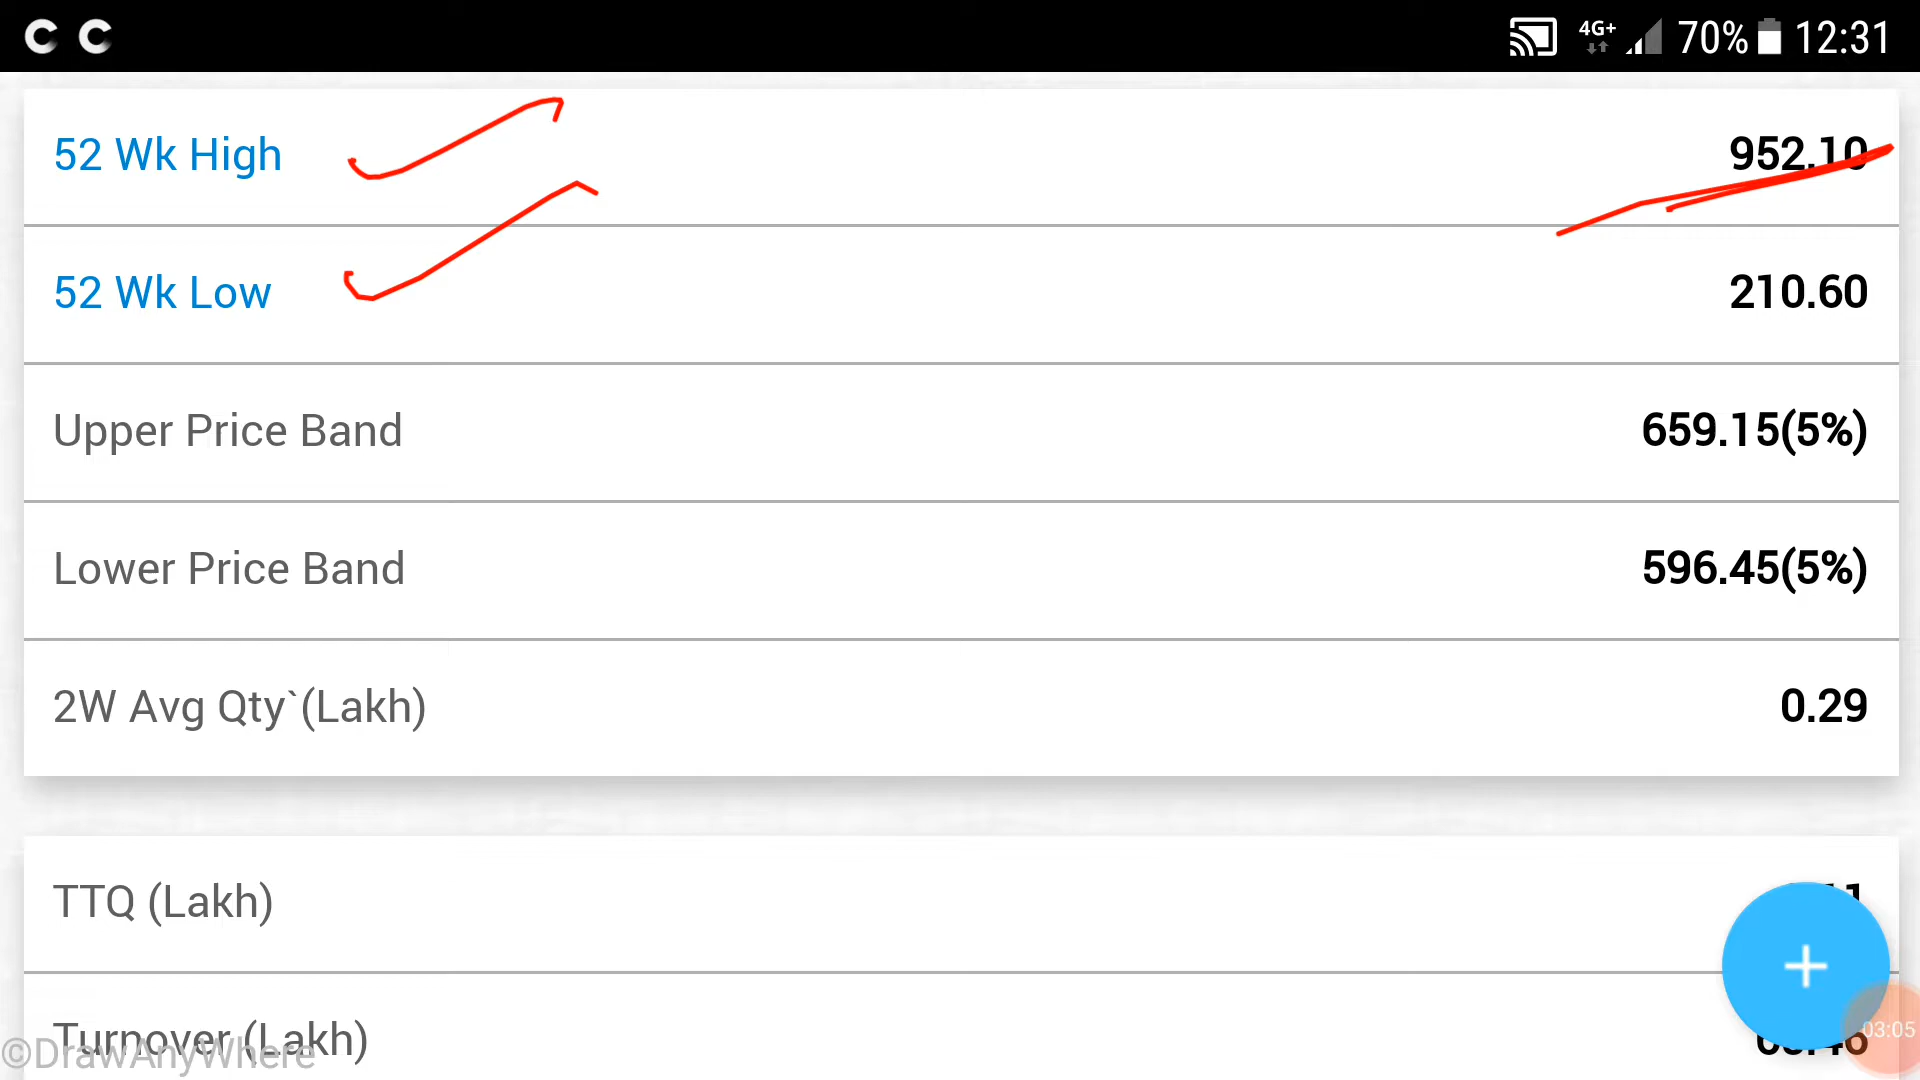 C C 4G+ 70% 12:31
52 Wk High 952.10
52 Wk Low 210.60
Upper Price Band 659.15(5%)
Lower Price Band 596.45(5%)
2W Avg Qty`(Lakh) 0.29
TTQ (Lakh)
Turnover (Lakh)
©DrawAnyWhere
03:05